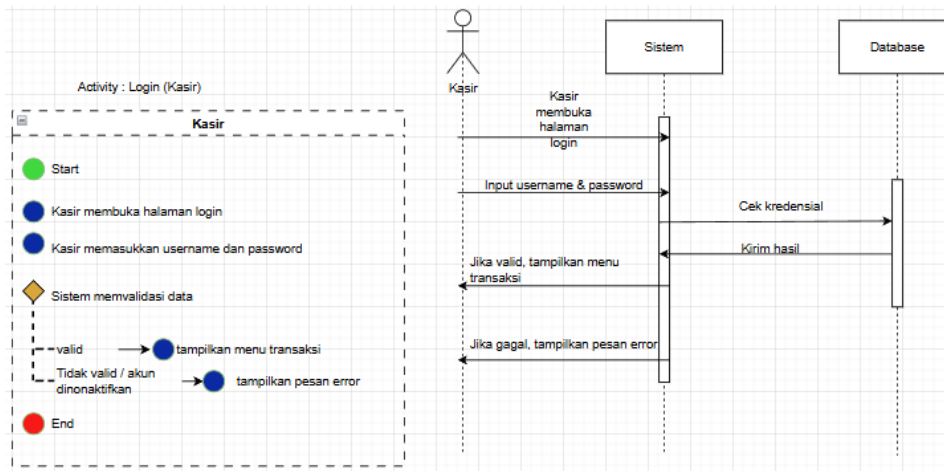 Activity : Login (Kasir)
Kasir
Start
Kasir membuka halaman login
Kasir memasukkan username dan password
Sistem memvalidasi data
valid
tampilkan menu transaksi
Tidak valid / akun
dinonaktifkan
tampilkan pesan error
End
Kasir
Sistem
Database
Kasir
membuka
halaman
login
Input username & password
Cek kredensial
Kirim hasil
Jika valid, tampilkan menu
transaksi
Jika gagal, tampilkan pesan error